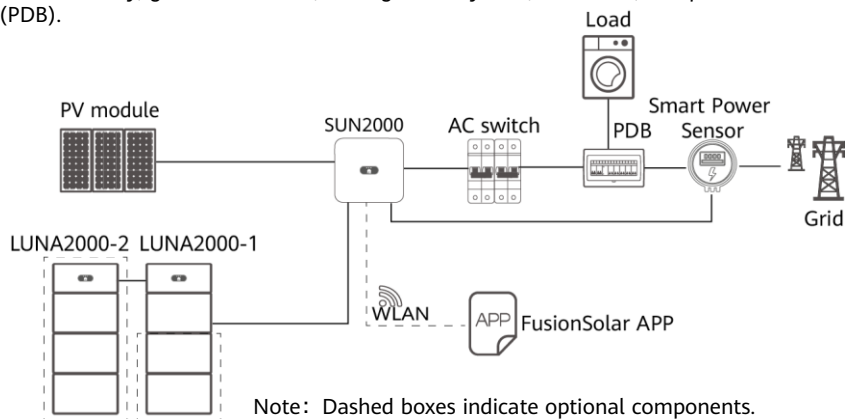 (PDB).
Load
PV module
SUN2000
AC switch
PDB
Smart Power
Sensor
Grid
LUNA2000-2 LUNA2000-1
WLAN
APP
FusionSolar APP
Note: Dashed boxes indicate optional components.